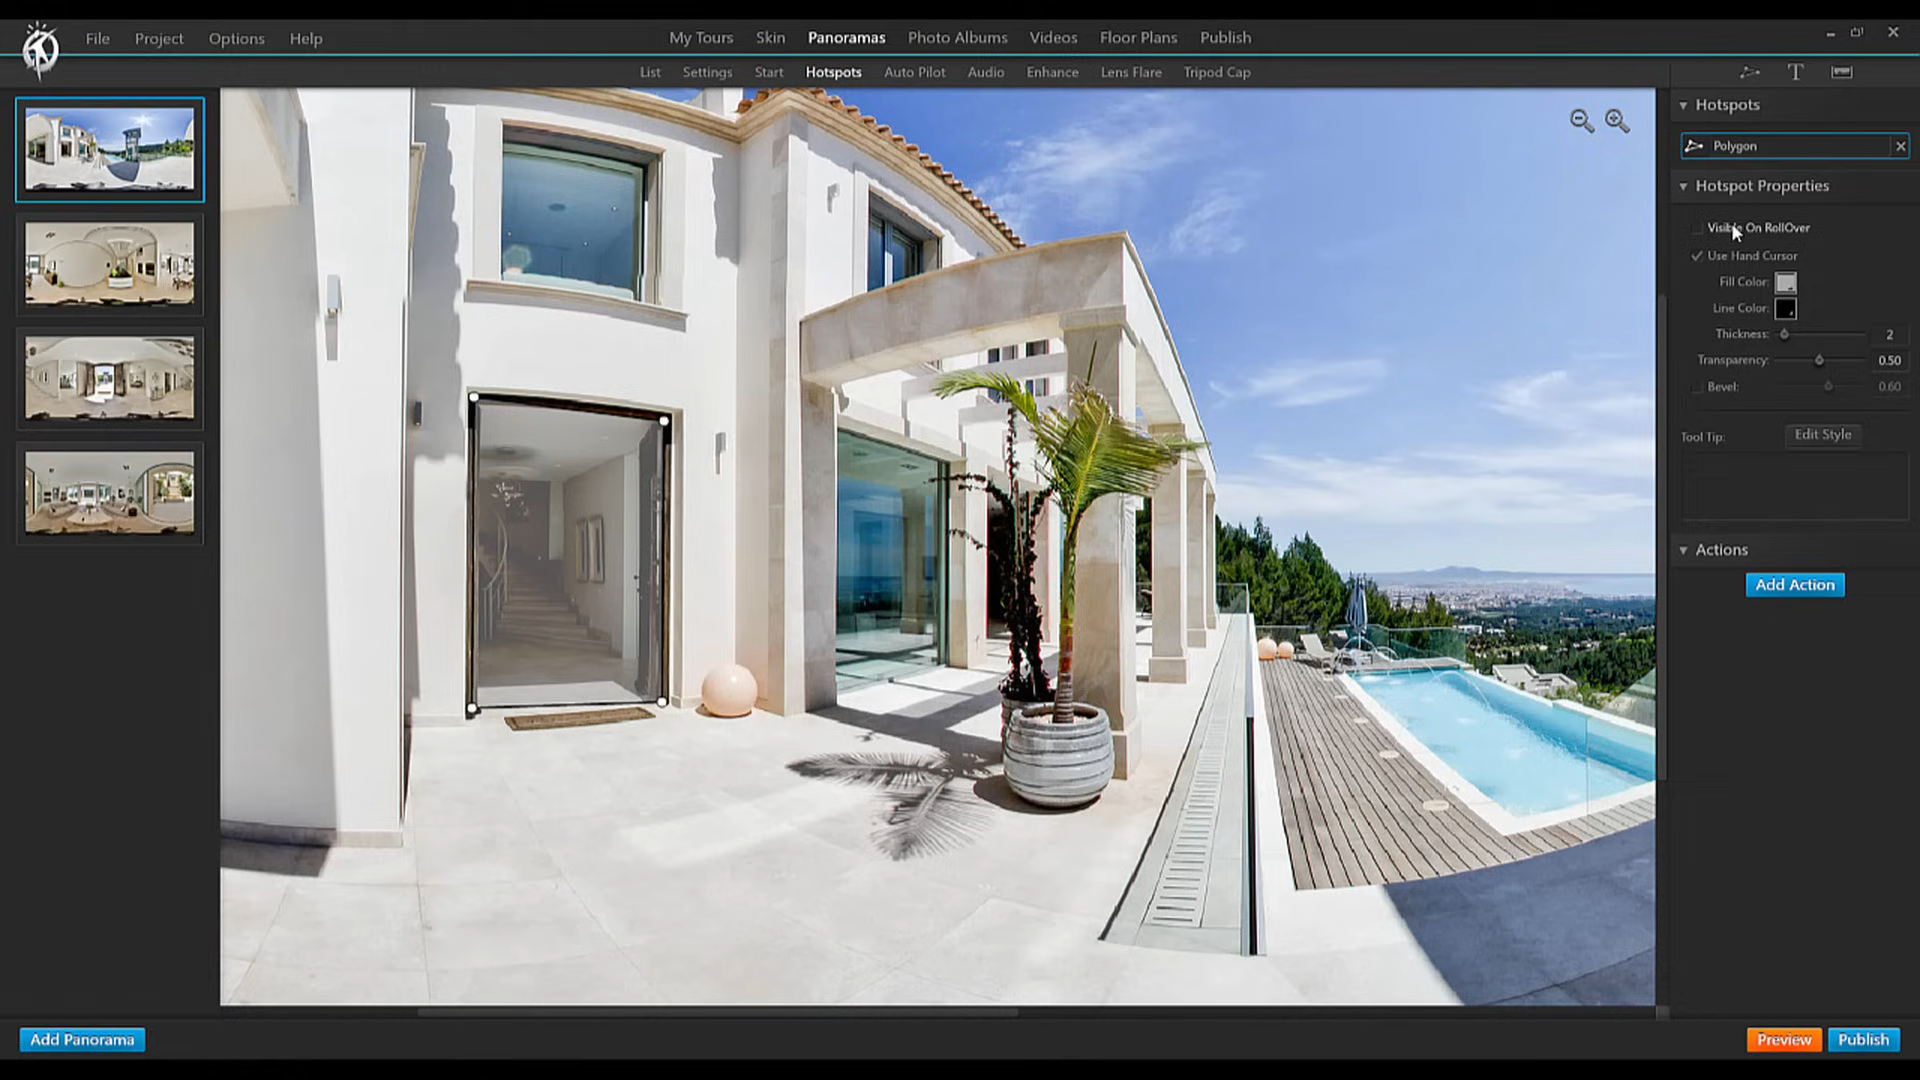 File Project Options Help
My Tours Skin Panoramas Photo Albums Videos Floor Plans Publish
List Settings Start Hotspots Auto Pilot Audio Enhance Lens Flare Tripod Cap
T
Hotspots
Polygon
Hotspot Properties
Visible On RollOver
Use Hand Cursor
Fill Color:
Line Color:
Thickness: 2
Transparency: 0.50
Bevel: 0.60
Tool Tip: Edit Style
Actions
Add Action
Add Panorama
Preview Publish